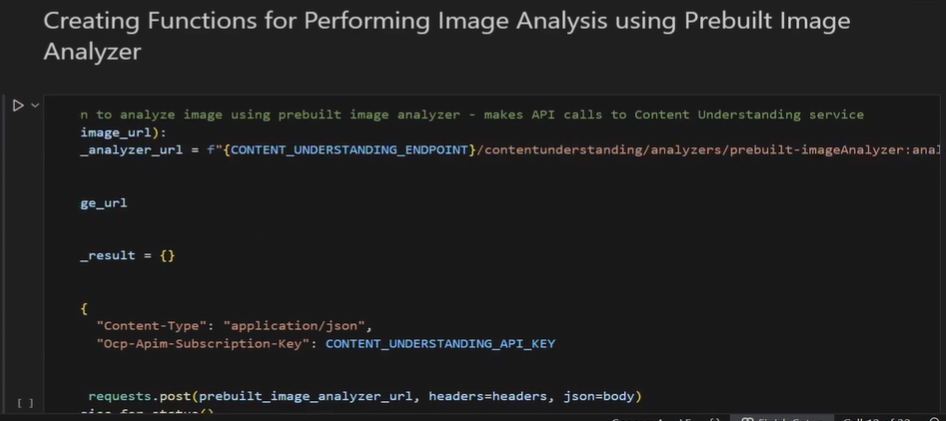 Creating Functions for Performing Image Analysis using Prebuilt Image
Analyzer
n to analyze image using prebuilt image analyzer - makes API calls to Content Understanding service
image_url):
_analyzer_url = f"{CONTENT_UNDERSTANDING_ENDPOINT}/contentunderstanding/analyzers/prebuilt-imageAnalyzer:anal
ge_url
_result = {}
{
"Content-Type": "application/json",
"Ocp-Apim-Subscription-Key": CONTENT_UNDERSTANDING_API_KEY
requests.post(prebuilt_image_analyzer_url, headers=headers, json=body)
[ ]